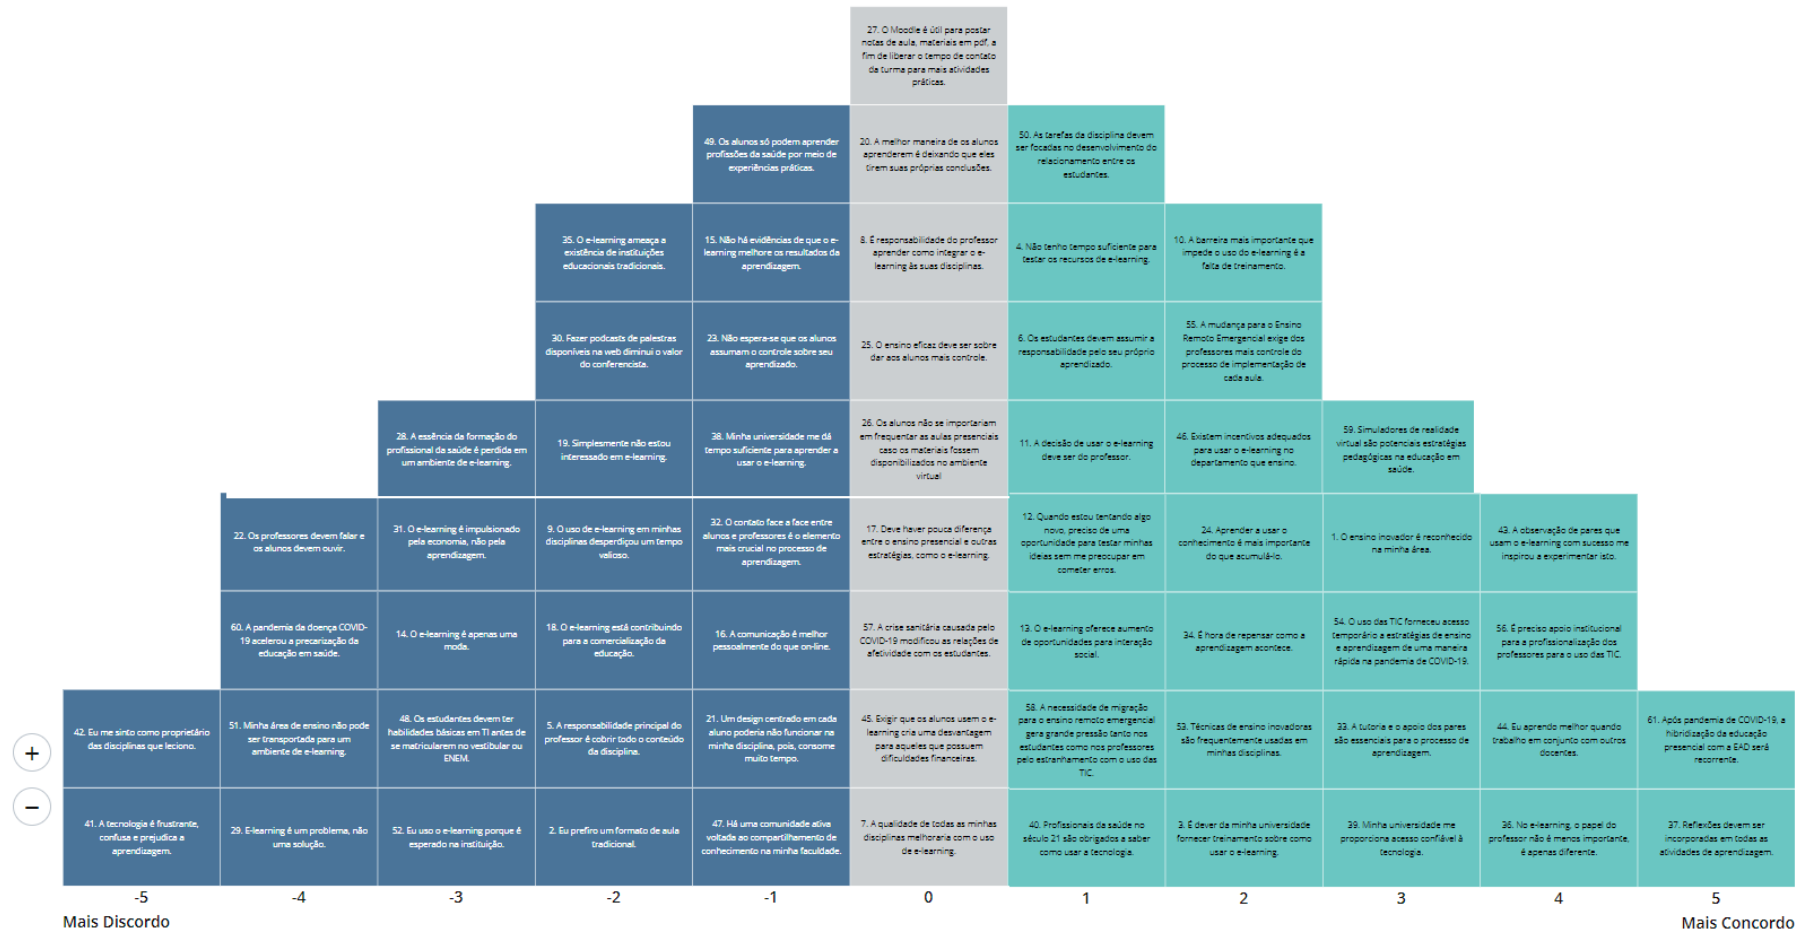 27. O Moodle é útil para postar
notas de aula, materiais em pdf, a
fim de liberar o tempo de contato
da turma para mais atividades
práticas.
49. Os alunos só podem aprender
profissões da saúde por meio de
experiências práticas.
20. A melhor maneira de os alunos
aprenderem é deixando que eles
tirem suas próprias conclusões.
50. As tarefas da disciplina devem
ser focadas no desenvolvimento do
relacionamento entre os
estudantes.
35. O e-learning ameaça a
existência de instituições
educacionais tradicionais.
15. Não há evidências de que o e-
learning melhore os resultados da
aprendizagem.
8. É responsabilidade do professor
aprender como integrar o e-
learning às suas disciplinas.
4. Não tenho tempo suficiente para
testar os recursos de e-learning.
10. A barreira mais importante que
impede o uso do e-learning é a
falta de treinamento.
30. Fazer podcasts de palestras
disponíveis na web diminui o valor
do conferencista.
23. Não espera-se que os alunos
assumam o controle sobre seu
aprendizado.
25. O ensino eficaz deve ser sobre
dar aos alunos mais controle.
6. Os estudantes devem assumir a
responsabilidade pelo seu próprio
aprendizado.
55. A mudança para o Ensino
Remoto Emergencial exige dos
professores mais controle do
processo de implementação de
cada aula.
28. A essência da formação do
profissional da saúde é perdida em
um ambiente de e-learning.
19. Simplesmente não estou
interessado em e-learning.
38. Minha universidade me dá
tempo suficiente para aprender a
usar o e-learning.
26. Os alunos não se importariam
em frequentar as aulas presenciais
caso os materiais fossem
disponibilizados no ambiente
virtual
11. A decisão de usar o e-learning
deve ser do professor.
46. Existem incentivos adequados
para usar o e-learning no
departamento que ensino.
59. Simuladores de realidade
virtual são potenciais estratégias
pedagógicas na educação em
saúde.
22. Os professores devem falar e
os alunos devem ouvir.
31. O e-learning é impulsionado
pela economia, não pela
aprendizagem.
9. O uso de e-learning em minhas
disciplinas desperdiçou um tempo
valioso.
32. O contato face a face entre
alunos e professores é o elemento
mais crucial no processo de
aprendizagem.
17. Deve haver pouca diferença
entre o ensino presencial e outras
estratégias, como o e-learning.
12. Quando estou tentando algo
novo, preciso de uma
oportunidade para testar minhas
ideias sem me preocupar em
cometer erros.
24. Aprender a usar o
conhecimento é mais importante
do que acumulá-lo.
1. O ensino inovador é reconhecido
na minha área.
43. A observação de pares que
usam o e-learning com sucesso me
inspirou a experimentar isto.
60. A pandemia da doença COVID-
19 acelerou a precarização da
educação em saúde.
14. O e-learning é apenas uma
moda.
18. O e-learning está contribuindo
para a comercialização da
educação.
16. A comunicação é melhor
pessoalmente do que on-line.
57. A crise sanitária causada pelo
COVID-19 modificou as relações de
afetividade com os estudantes.
13. O e-learning oferece aumento
de oportunidades para interação
social.
34. É hora de repensar como a
aprendizagem acontece.
54. O uso das TIC forneceu acesso
temporário a estratégias de ensino
e aprendizagem de uma maneira
rápida na pandemia de COVID-19.
56. É preciso apoio institucional
para a profissionalização dos
professores para o uso das TIC.
42. Eu me sinto como proprietário
das disciplinas que leciono.
51. Minha área de ensino não pode
ser transportada para um
ambiente de e-learning.
48. Os estudantes devem ter
habilidades básicas em TI antes de
se matricularem no vestibular ou
ENEM.
5. A responsabilidade principal do
professor é cobrir todo o conteúdo
da disciplina.
21. Um design centrado em cada
aluno poderia não funcionar na
minha disciplina, pois, consome
muito tempo.
45. Exigir que os alunos usem o e-
learning cria uma desvantagem
para aqueles que possuem
dificuldades financeiras.
58. A necessidade de migração
para o ensino remoto emergencial
gera grande pressão tanto nos
estudantes como nos professores
pelo estranhamento com o uso das
TIC.
53. Técnicas de ensino inovadoras
são frequentemente usadas em
minhas disciplinas.
33. A tutoria e o apoio dos pares
são essenciais para o processo de
aprendizagem.
44. Eu aprendo melhor quando
trabalho em conjunto com outros
docentes.
61. Após pandemia de COVID-19, a
hibridização da educação
presencial com a EAD será
recorrente.
41. A tecnologia é frustrante,
confusa e prejudica a
aprendizagem.
29. E-learning é um problema, não
uma solução.
52. Eu uso o e-learning porque é
esperado na instituição.
2. Eu prefiro um formato de aula
tradicional.
47. Há uma comunidade ativa
voltada ao compartilhamento de
conhecimento na minha faculdade.
7. A qualidade de todas as minhas
disciplinas melhoraria com o uso
de e-learning.
40. Profissionais da saúde no
século 21 são obrigados a saber
como usar a tecnologia.
3. É dever da minha universidade
fornecer treinamento sobre como
usar o e-learning.
39. Minha universidade me
proporciona acesso confiável à
tecnologia.
36. No e-learning, o papel do
professor não é menos importante,
é apenas diferente.
37. Reflexões devem ser
incorporadas em todas as
atividades de aprendizagem.
+
−
-5 -4 -3 -2 -1 0 1 2 3 4 5
Mais Discordo
Mais Concordo